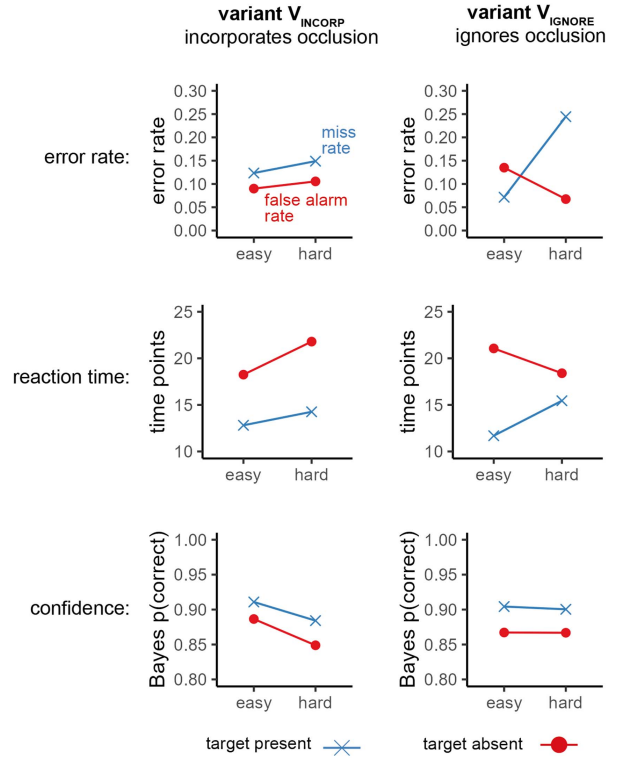 variant V_INCORP
incorporates occlusion
variant V_IGNORE
ignores occlusion
error rate:
error rate
0.30
0.25
0.20
0.15
0.10
0.05
0.00
miss
rate
false alarm
rate
easy hard
error rate
0.30
0.25
0.20
0.15
0.10
0.05
0.00
easy hard
reaction time:
time points
25
20
15
10
easy hard
time points
25
20
15
10
easy hard
confidence:
Bayes p(correct)
1.00
0.95
0.90
0.85
0.80
easy hard
Bayes p(correct)
1.00
0.95
0.90
0.85
0.80
easy hard
target present
target absent